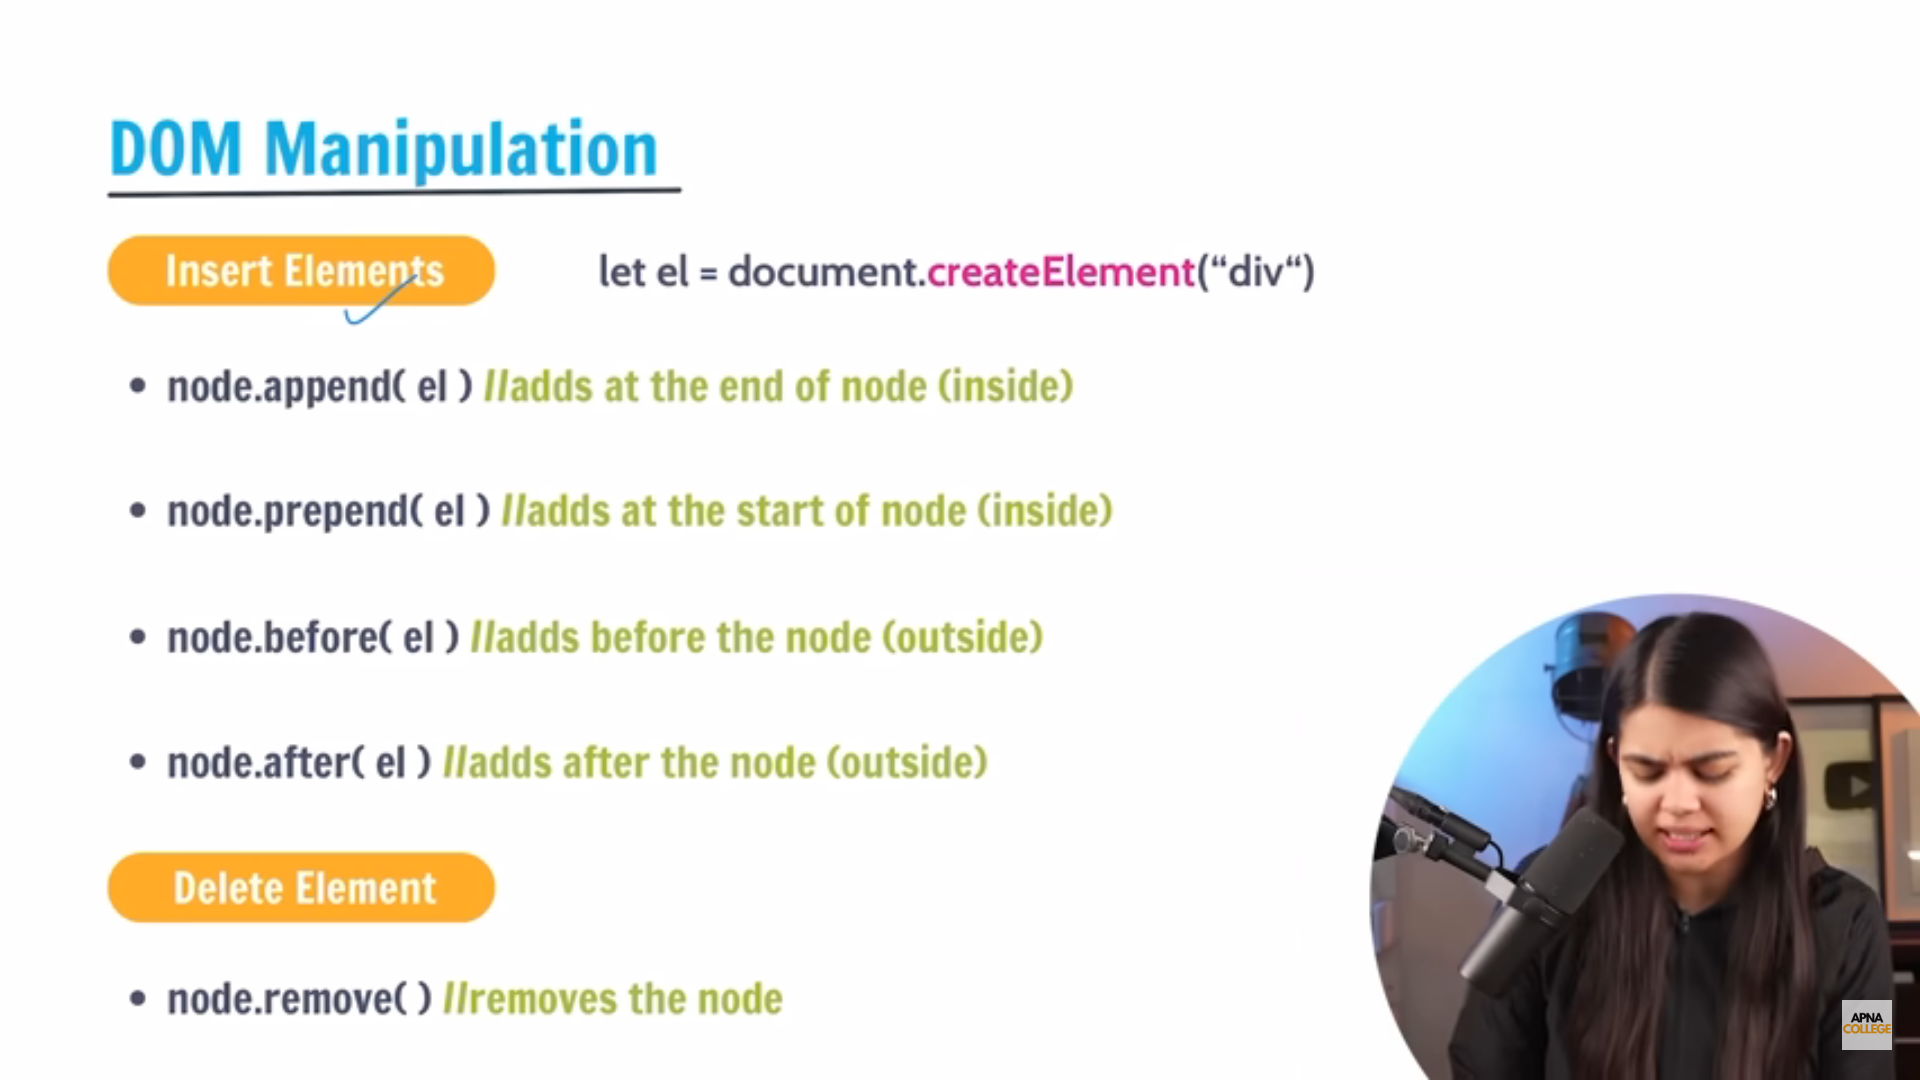 DOM Manipulation
Insert Elements
let el = document.createElement(“div“)
• node.append( el ) //adds at the end of node (inside)
• node.prepend( el ) //adds at the start of node (inside)
• node.before( el ) //adds before the node (outside)
• node.after( el ) //adds after the node (outside)
Delete Element
• node.remove( ) //removes the node
APNA
COLLEGE